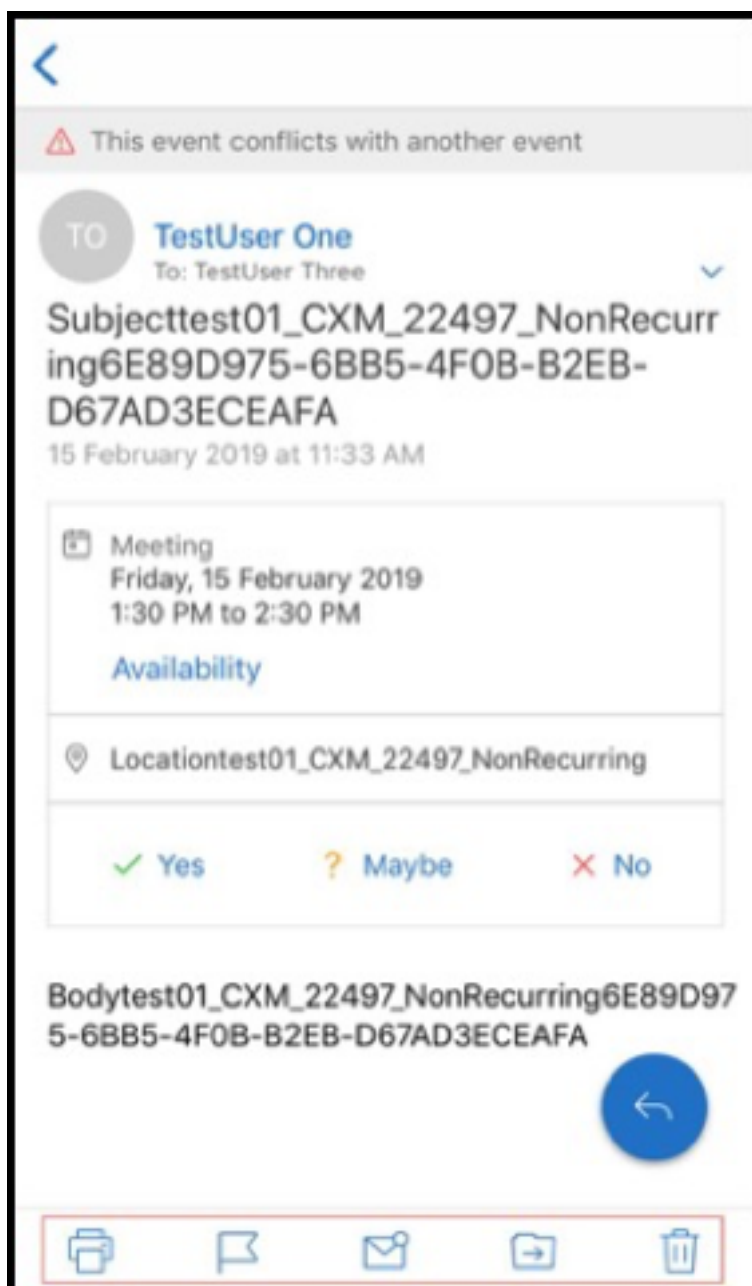 This event conflicts with another event
TO
TestUser One
To: TestUser Three
Subjecttest01_CXM_22497_NonRecurr
ing6E89D975-6BB5-4F0B-B2EB-
D67AD3ECEAFA
15 February 2019 at 11:33 AM
Meeting
Friday, 15 February 2019
1:30 PM to 2:30 PM
Availability
Locationtest01_CXM_22497_NonRecurring
Yes ? Maybe No
Bodytest01_CXM_22497_NonRecurring6E89D97
5-6BB5-4F0B-B2EB-D67AD3ECEAFA